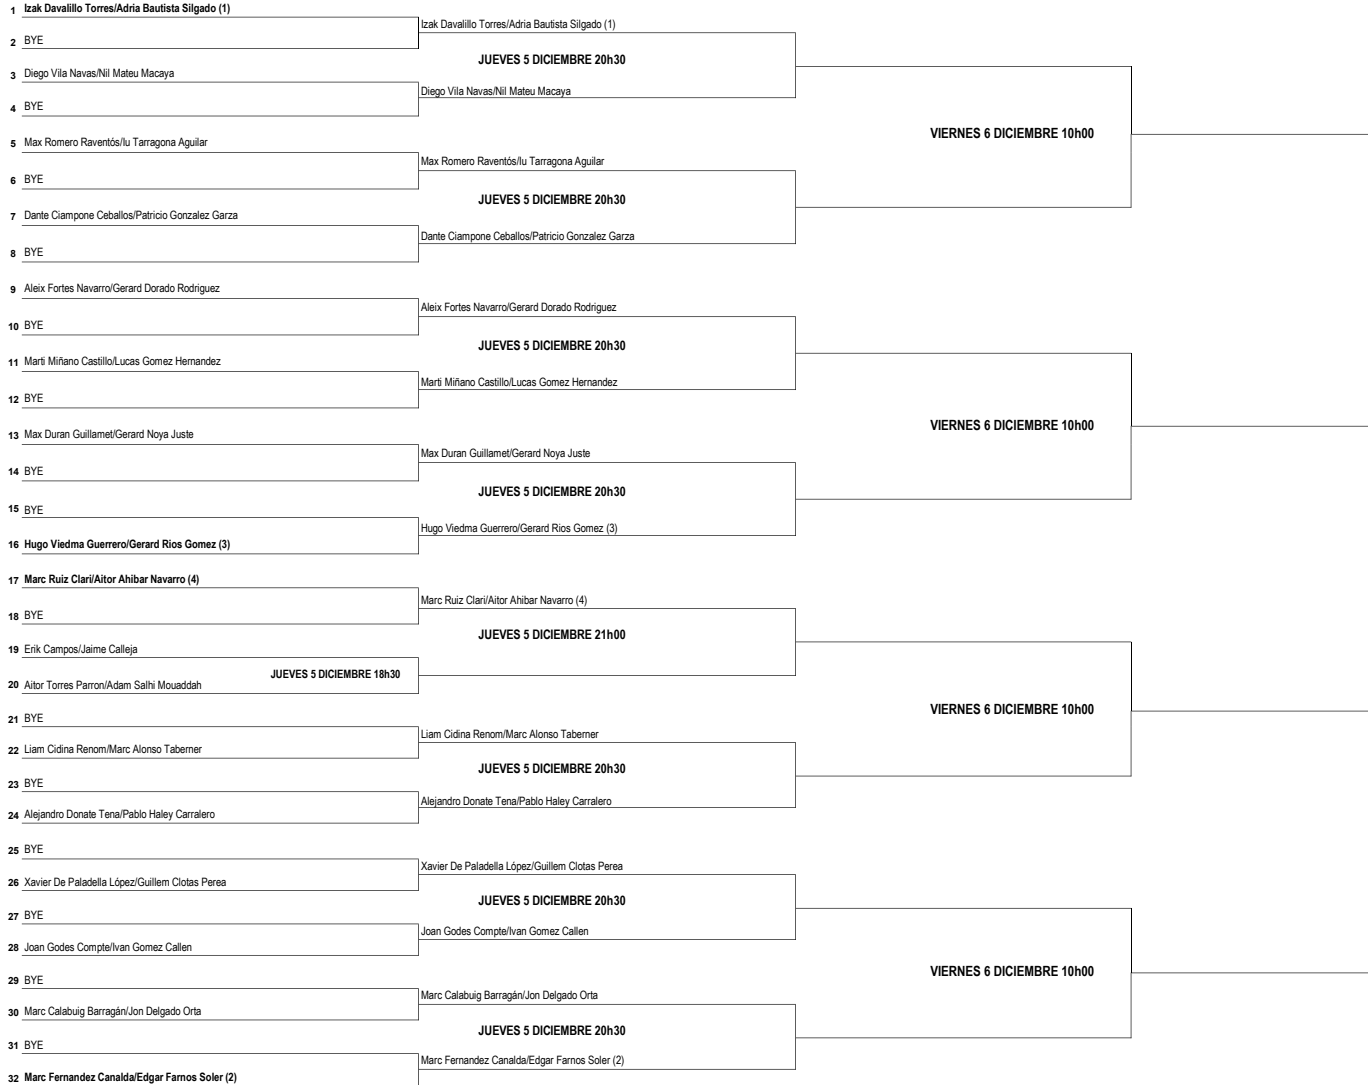 1 Izak Davalillo Torres/Adria Bautista Silgado (1)
Izak Davalillo Torres/Adria Bautista Silgado (1)
2 BYE
JUEVES 5 DICIEMBRE 20h30
3 Diego Vila Navas/Nil Mateu Macaya
Diego Vila Navas/Nil Mateu Macaya
4 BYE
VIERNES 6 DICIEMBRE 10h00
5 Max Romero Raventós/Iu Tarragona Aguilar
Max Romero Raventós/Iu Tarragona Aguilar
6 BYE
JUEVES 5 DICIEMBRE 20h30
7 Dante Ciampone Ceballos/Patricio Gonzalez Garza
Dante Ciampone Ceballos/Patricio Gonzalez Garza
8 BYE
9 Aleix Fortes Navarro/Gerard Dorado Rodriguez
Aleix Fortes Navarro/Gerard Dorado Rodriguez
10 BYE
JUEVES 5 DICIEMBRE 20h30
11 Marti Miñano Castillo/Lucas Gomez Hernandez
Marti Miñano Castillo/Lucas Gomez Hernandez
12 BYE
VIERNES 6 DICIEMBRE 10h00
13 Max Duran Guillamet/Gerard Noya Juste
Max Duran Guillamet/Gerard Noya Juste
14 BYE
JUEVES 5 DICIEMBRE 20h30
15 BYE
Hugo Viedma Guerrero/Gerard Rios Gomez (3)
16 Hugo Viedma Guerrero/Gerard Rios Gomez (3)
17 Marc Ruiz Clari/Aitor Ahibar Navarro (4)
Marc Ruiz Clari/Aitor Ahibar Navarro (4)
18 BYE
JUEVES 5 DICIEMBRE 21h00
19 Erik Campos/Jaime Calleja
JUEVES 5 DICIEMBRE 18h30
20 Aitor Torres Parron/Adam Salhi Mouaddah
VIERNES 6 DICIEMBRE 10h00
21 BYE
Liam Cidina Renom/Marc Alonso Taberner
22 Liam Cidina Renom/Marc Alonso Taberner
JUEVES 5 DICIEMBRE 20h30
23 BYE
Alejandro Donate Tena/Pablo Haley Carralero
24 Alejandro Donate Tena/Pablo Haley Carralero
25 BYE
Xavier De Paladella López/Guillem Clotas Perea
26 Xavier De Paladella López/Guillem Clotas Perea
JUEVES 5 DICIEMBRE 20h30
27 BYE
Joan Godes Compte/Ivan Gomez Callen
28 Joan Godes Compte/Ivan Gomez Callen
VIERNES 6 DICIEMBRE 10h00
29 BYE
Marc Calabuig Barragán/Jon Delgado Orta
30 Marc Calabuig Barragán/Jon Delgado Orta
JUEVES 5 DICIEMBRE 20h30
31 BYE
Marc Fernandez Canalda/Edgar Farnos Soler (2)
32 Marc Fernandez Canalda/Edgar Farnos Soler (2)